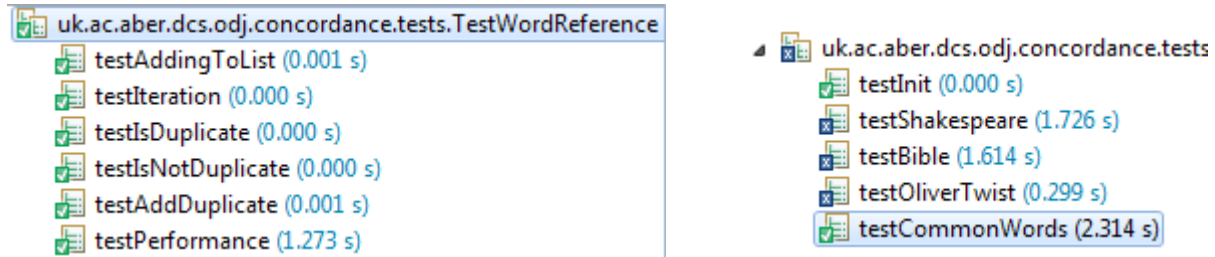 uk.ac.aber.dcs.odj.concordance.tests.TestWordReference
testAddingToList (0.001 s)
testIteration (0.000 s)
testIsDuplicate (0.000 s)
testIsNotDuplicate (0.000 s)
testAddDuplicate (0.001 s)
testPerformance (1.273 s)
uk.ac.aber.dcs.odj.concordance.tests
testInit (0.000 s)
testShakespeare (1.726 s)
testBible (1.614 s)
testOliverTwist (0.299 s)
testCommonWords (2.314 s)